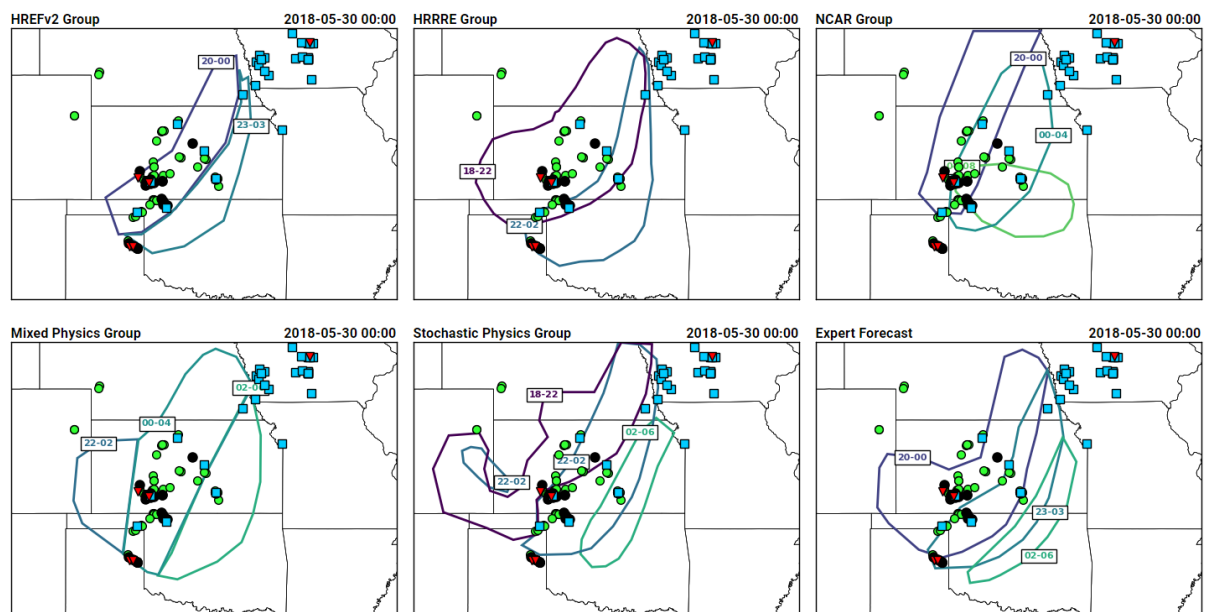 HREFv2 Group 2018-05-30 00:00
HRRRE Group 2018-05-30 00:00
NCAR Group 2018-05-30 00:00
20-00
23-03
18-22
22-02
20-00
00-04
Mixed Physics Group 2018-05-30 00:00
Stochastic Physics Group 2018-05-30 00:00
Expert Forecast 2018-05-30 00:00
22-02
00-04
18-22
02-06
22-02
22-02
20-00
23-03
02-06